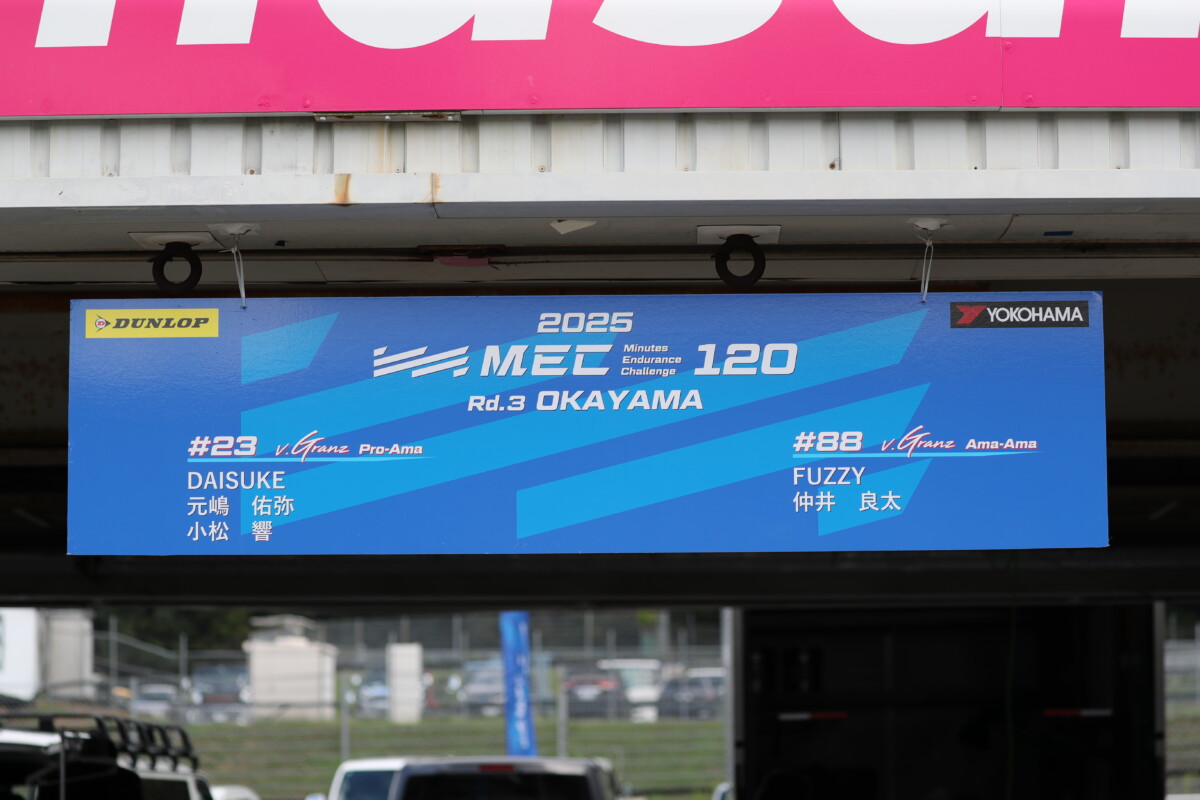 DUNLOP
YOKOHAMA
2025
MEC Minutes Endurance Challenge 120
Rd.3 OKAYAMA
#23 v.Granz Pro-Ama
DAISUKE
元嶋　佑弥
小松　響
#88 v.Granz Ama-Ama
FUZZY
仲井　良太